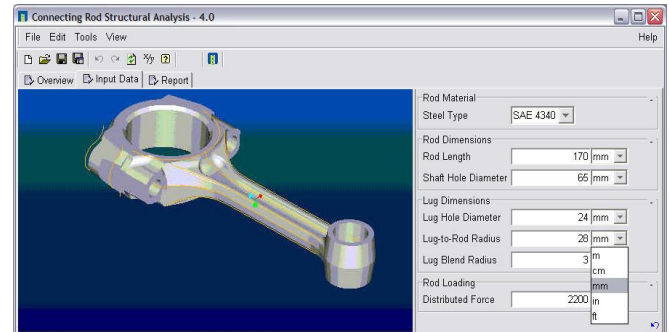 Connecting Rod Structural Analysis - 4.0
File Edit Tools View Help
Overview Input Data Report
Rod Material -
Steel Type SAE 4340
Rod Dimensions -
Rod Length 170 mm
Shaft Hole Diameter 65 mm
Lug Dimensions -
Lug Hole Diameter 24 mm
Lug-to-Rod Radius 28 mm
Lug Blend Radius 3
m
cm
mm
in
ft
Rod Loading -
Distributed Force 2200